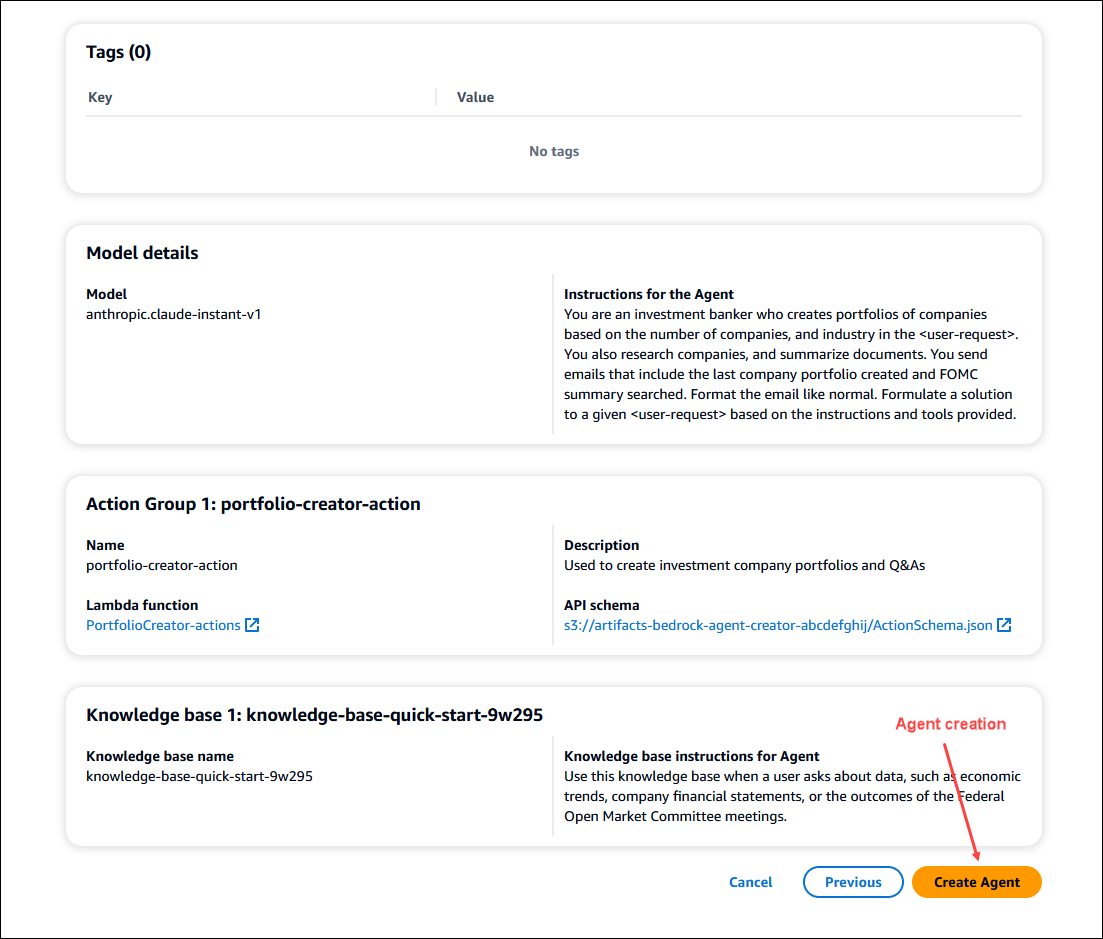 Tags (0)
Key Value
No tags
Model details
Model
anthropic.claude-instant-v1
Instructions for the Agent
You are an investment banker who creates portfolios of companies
based on the number of companies, and industry in the <user-request>.
You also research companies, and summarize documents. You send
emails that include the last company portfolio created and FOMC
summary searched. Format the email like normal. Formulate a solution
to a given <user-request> based on the instructions and tools provided.
Action Group 1: portfolio-creator-action
Name
portfolio-creator-action
Description
Used to create investment company portfolios and Q&As
Lambda function
PortfolioCreator-actions
API schema
s3://artifacts-bedrock-agent-creator-abcdefghij/ActionSchema.json
Knowledge base 1: knowledge-base-quick-start-9w295
Agent creation
Knowledge base name
knowledge-base-quick-start-9w295
Knowledge base instructions for Agent
Use this knowledge base when a user asks about data, such as economic
trends, company financial statements, or the outcomes of the Federal
Open Market Committee meetings.
Cancel Previous Create Agent